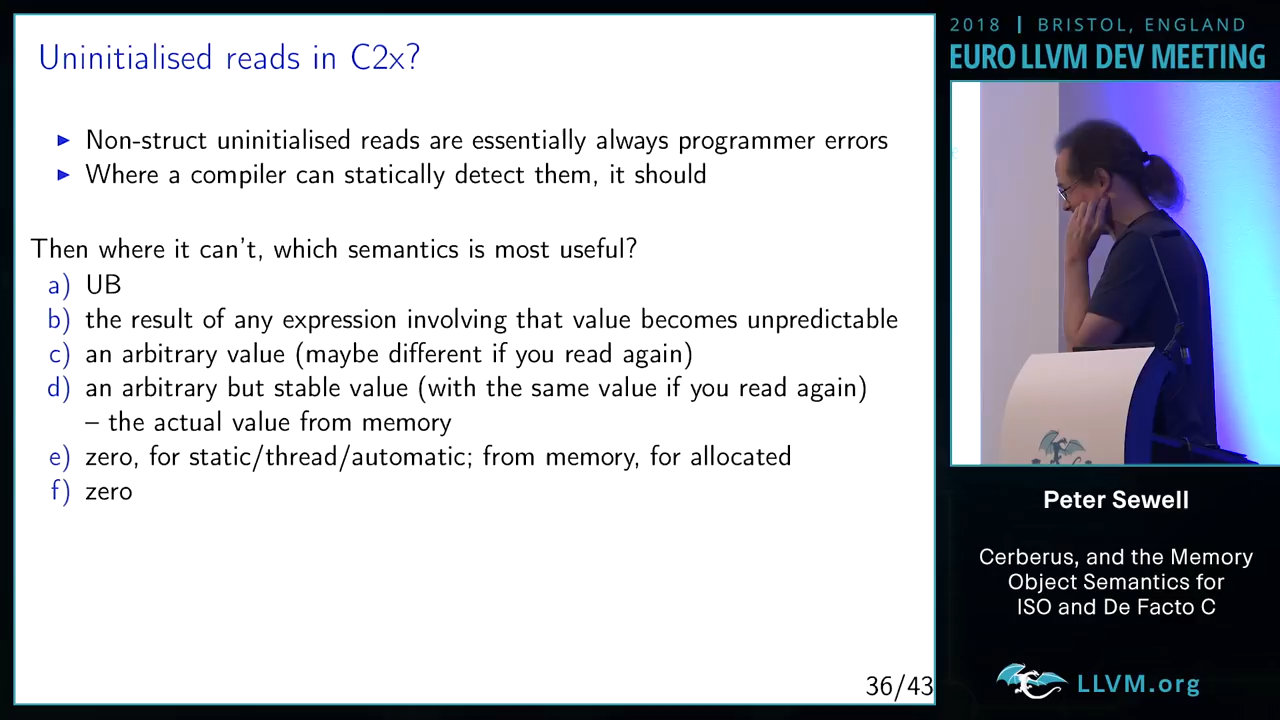 Uninitialised reads in C2x?
▶ Non-struct uninitialised reads are essentially always programmer errors
▶ Where a compiler can statically detect them, it should
Then where it can't, which semantics is most useful?
a) UB
b) the result of any expression involving that value becomes unpredictable
c) an arbitrary value (maybe different if you read again)
d) an arbitrary but stable value (with the same value if you read again)
– the actual value from memory
e) zero, for static/thread/automatic; from memory, for allocated
f) zero
36/43
2018 | BRISTOL, ENGLAND
EURO LLVM DEV MEETING
Peter Sewell
Cerberus, and the Memory
Object Semantics for
ISO and De Facto C
LLVM.org